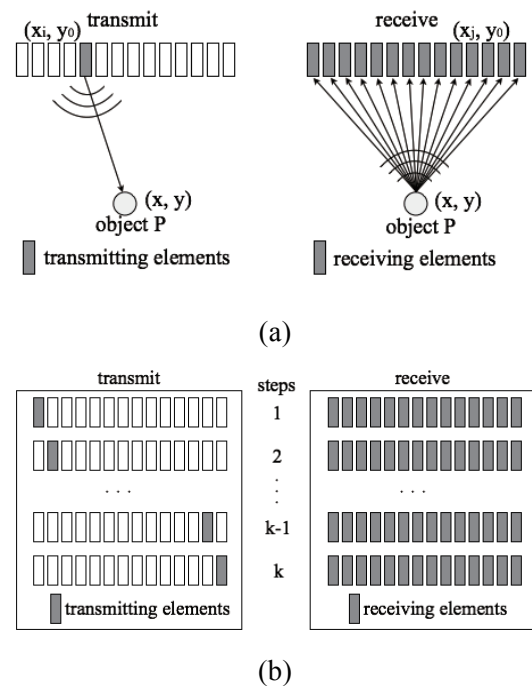 transmit
receive
(xᵢ, y₀)
(xⱼ, y₀)
(x, y)
object P
(x, y)
object P
transmitting elements
receiving elements
(a)
transmit
steps
receive
1
2
. . .
. . .
k-1
k
transmitting elements
receiving elements
(b)